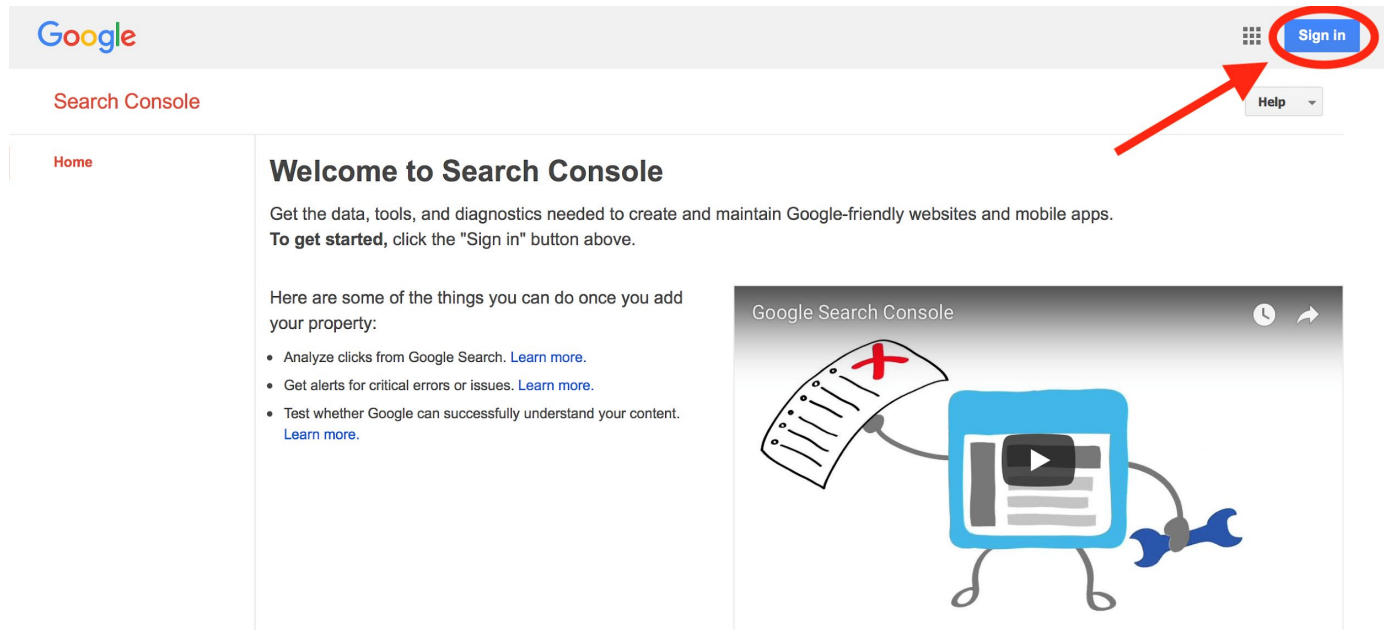 Google
Sign in
Search Console
Help
Home
Welcome to Search Console
Get the data, tools, and diagnostics needed to create and maintain Google-friendly websites and mobile apps.
To get started, click the "Sign in" button above.
Here are some of the things you can do once you add
your property:
Analyze clicks from Google Search. Learn more.
Get alerts for critical errors or issues. Learn more.
Test whether Google can successfully understand your content.
Learn more.
Google Search Console